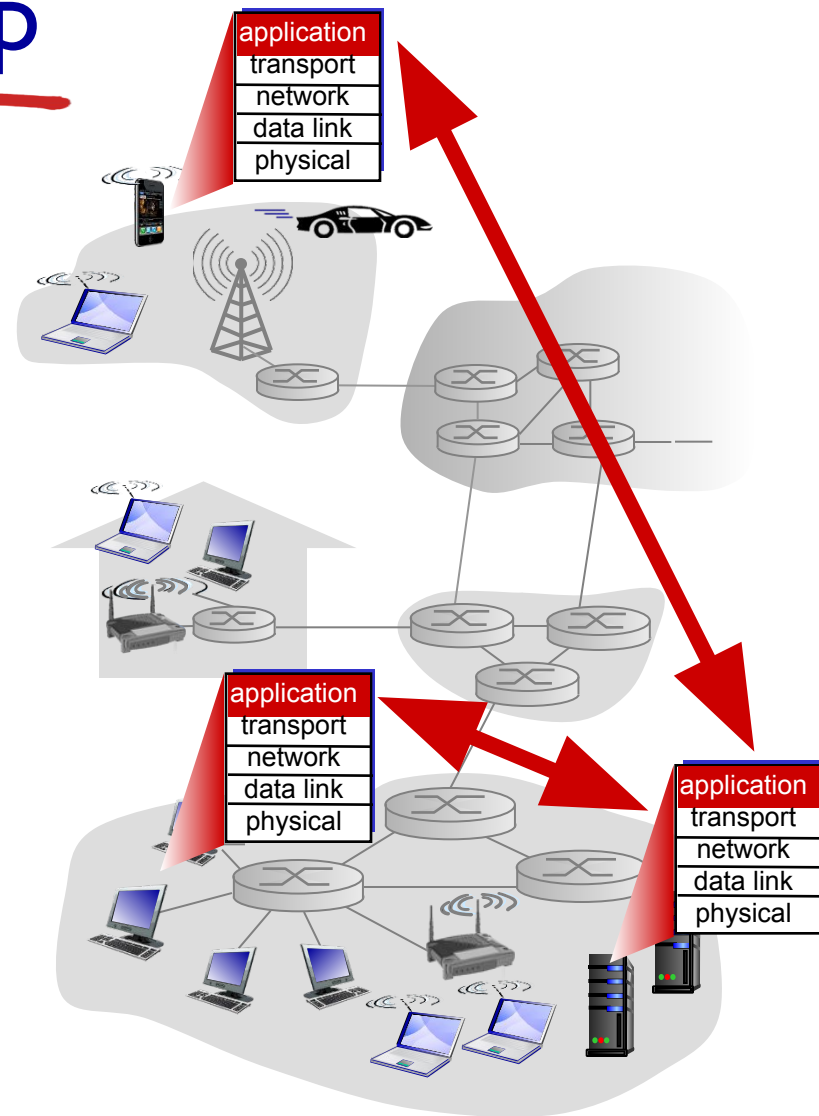 p
application
transport
network
data link
physical
application
transport
network
data link
physical
application
transport
network
data link
physical